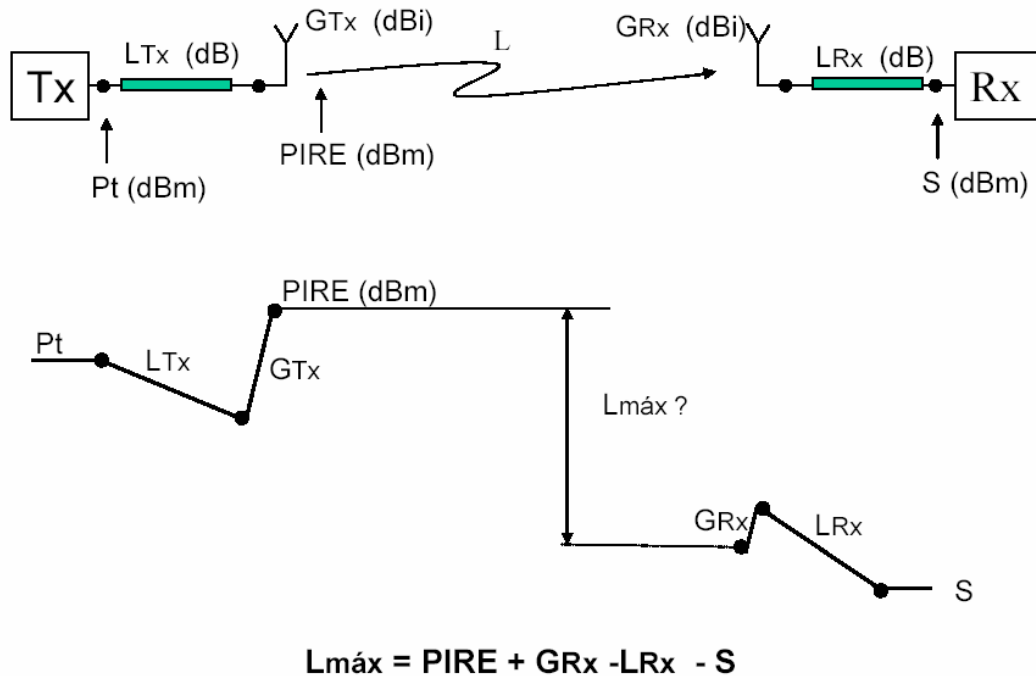 GTx (dBi)
L
GRx (dBi)
LTx (dB)
LRx (dB)
Tx
Rx
PIRE (dBm)
Pt (dBm)
S (dBm)
PIRE (dBm)
Pt
LTx
GTx
Lmáx ?
GRx
LRx
S
Lmáx = PIRE + GRx -LRx - S